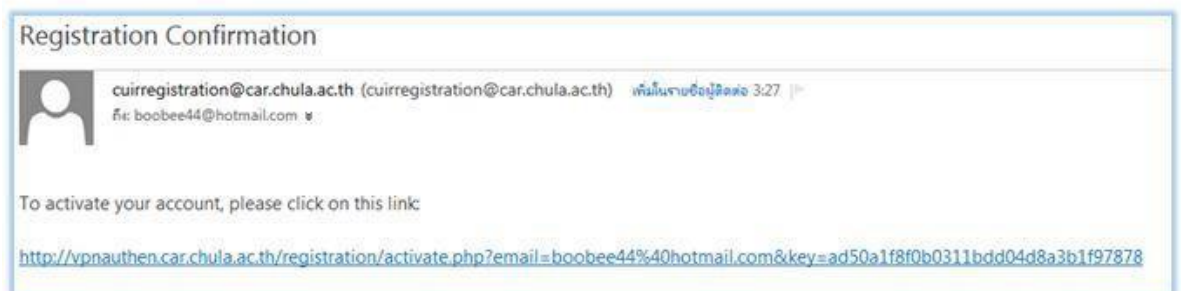 Registration Confirmation
cuirregistration@car.chula.ac.th (cuirregistration@car.chula.ac.th) เพิ่มในรายชื่อผู้ติดต่อ 3:27
ถึง: boobee44@hotmail.com
To activate your account, please click on this link:
http://vpnauthen.car.chula.ac.th/registration/activate.php?email=boobee44%40hotmail.com&key=ad50a1f8f0b0311bdd04d8a3b1f97878